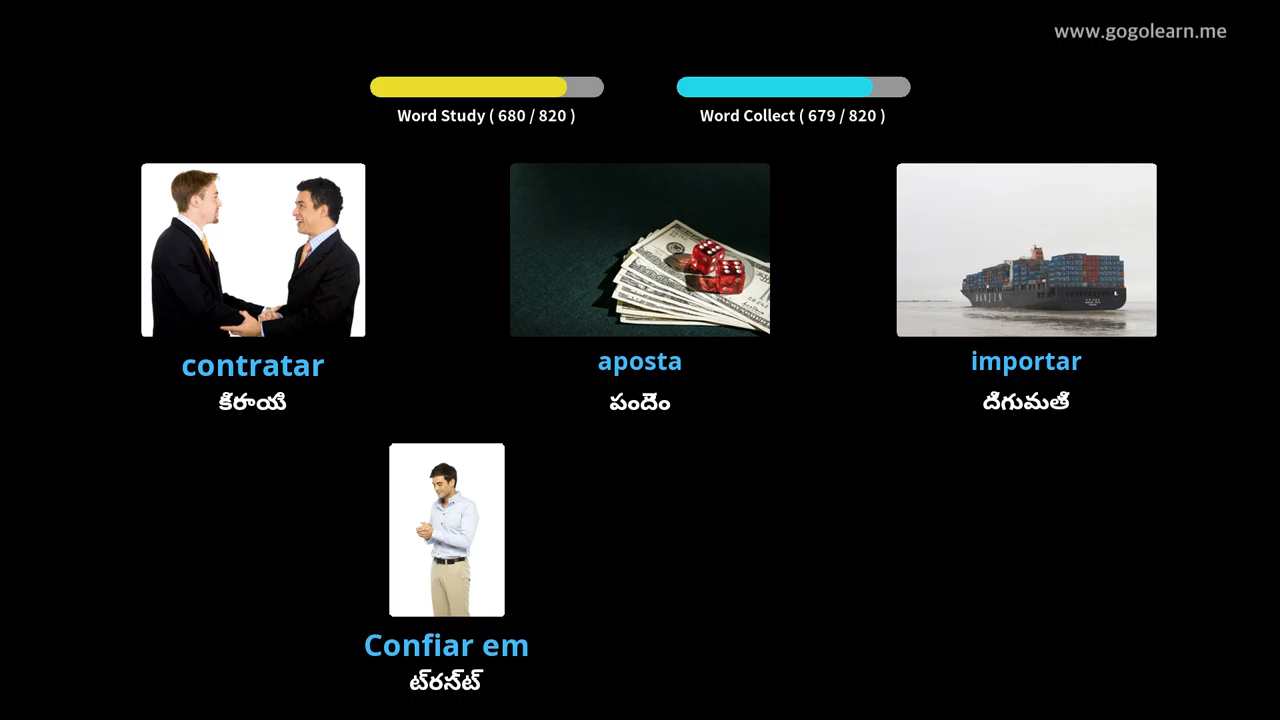 www.gogolearn.me
Word Study ( 680 / 820 )
Word Collect ( 679 / 820 )
contratar
కిరాయి
aposta
పందెం
importar
దిగుమతి
Confiar em
ట్రస్ట్